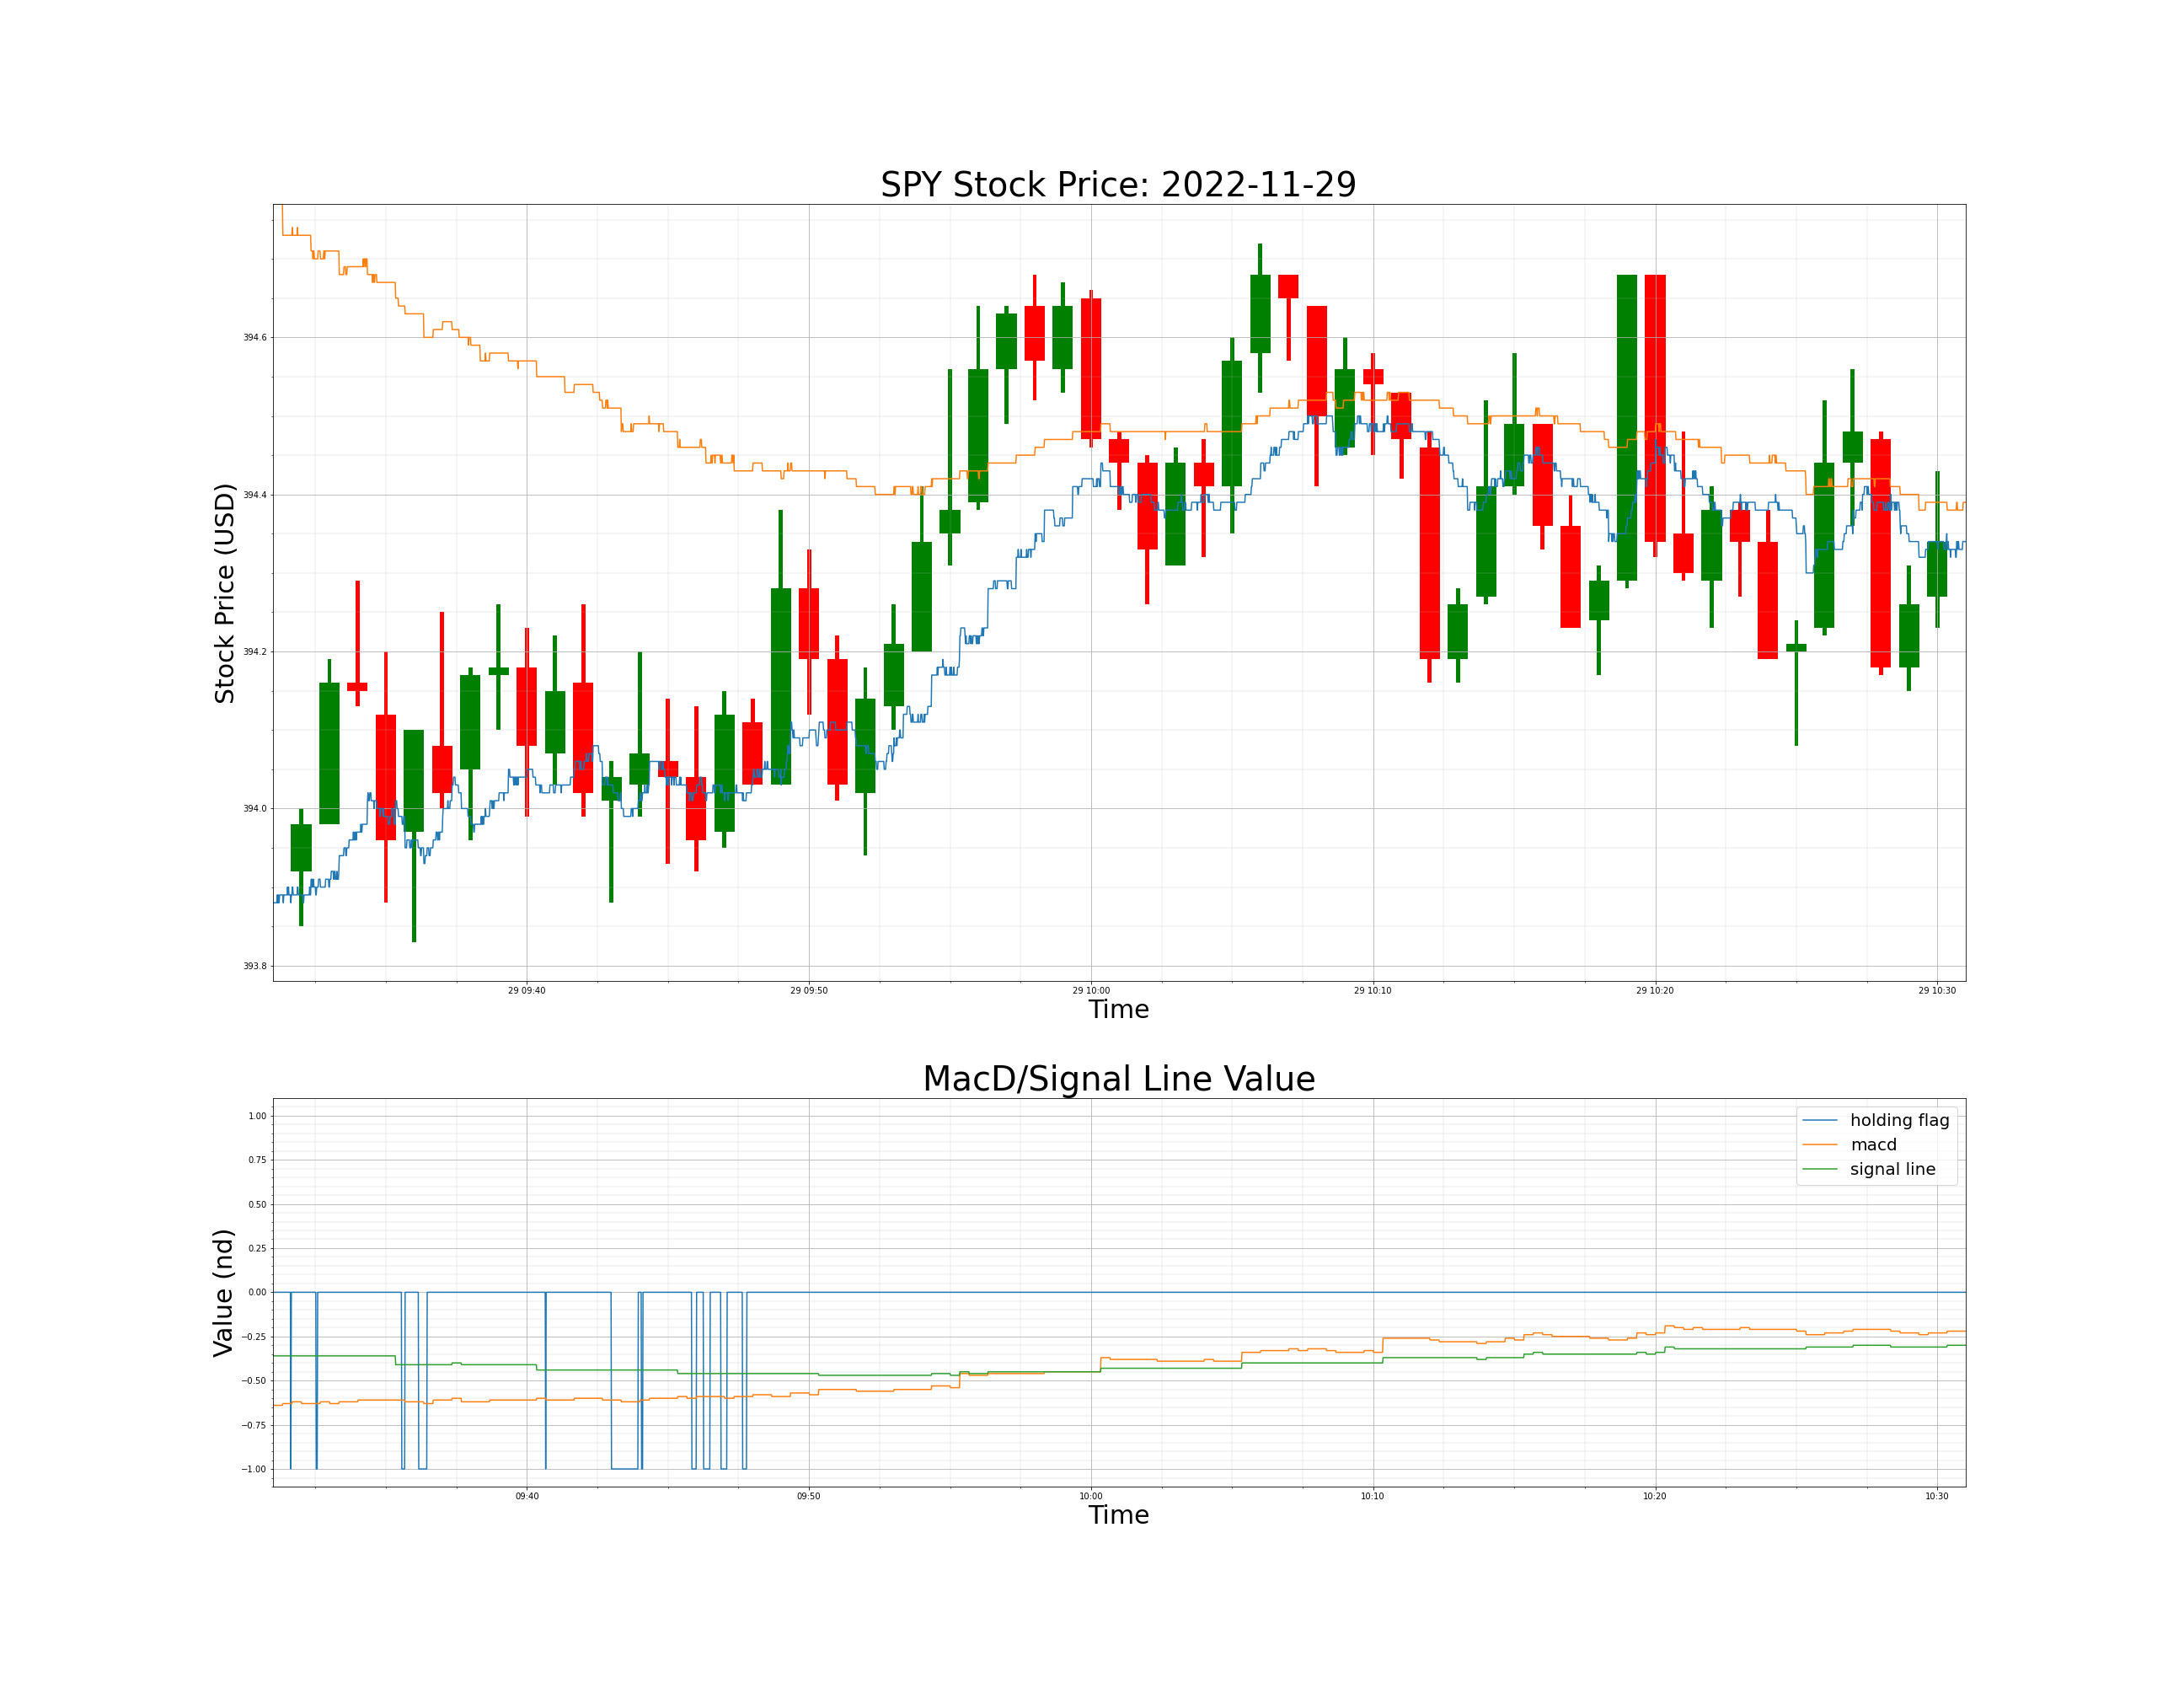 SPY Stock Price: 2022-11-29
Stock Price (USD)
394.6
394.4
394.2
394.0
393.8
29 09:40
29 09:50
29 10:00
29 10:10
29 10:20
29 10:30
Time
MacD/Signal Line Value
Value (nd)
1.00
0.75
0.50
0.25
0.00
−0.25
−0.50
−0.75
−1.00
holding flag
macd
signal line
09:40
09:50
10:00
10:10
10:20
10:30
Time